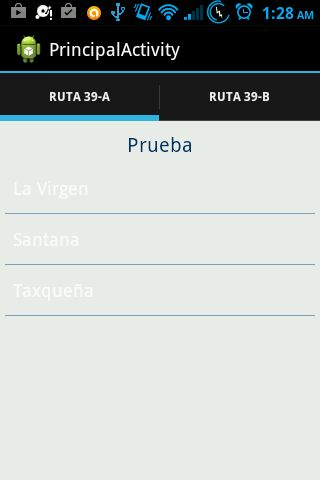 1:28 AM
PrincipalActivity
RUTA 39-A
RUTA 39-B
Prueba
La Virgen
Santana
Taxqueña